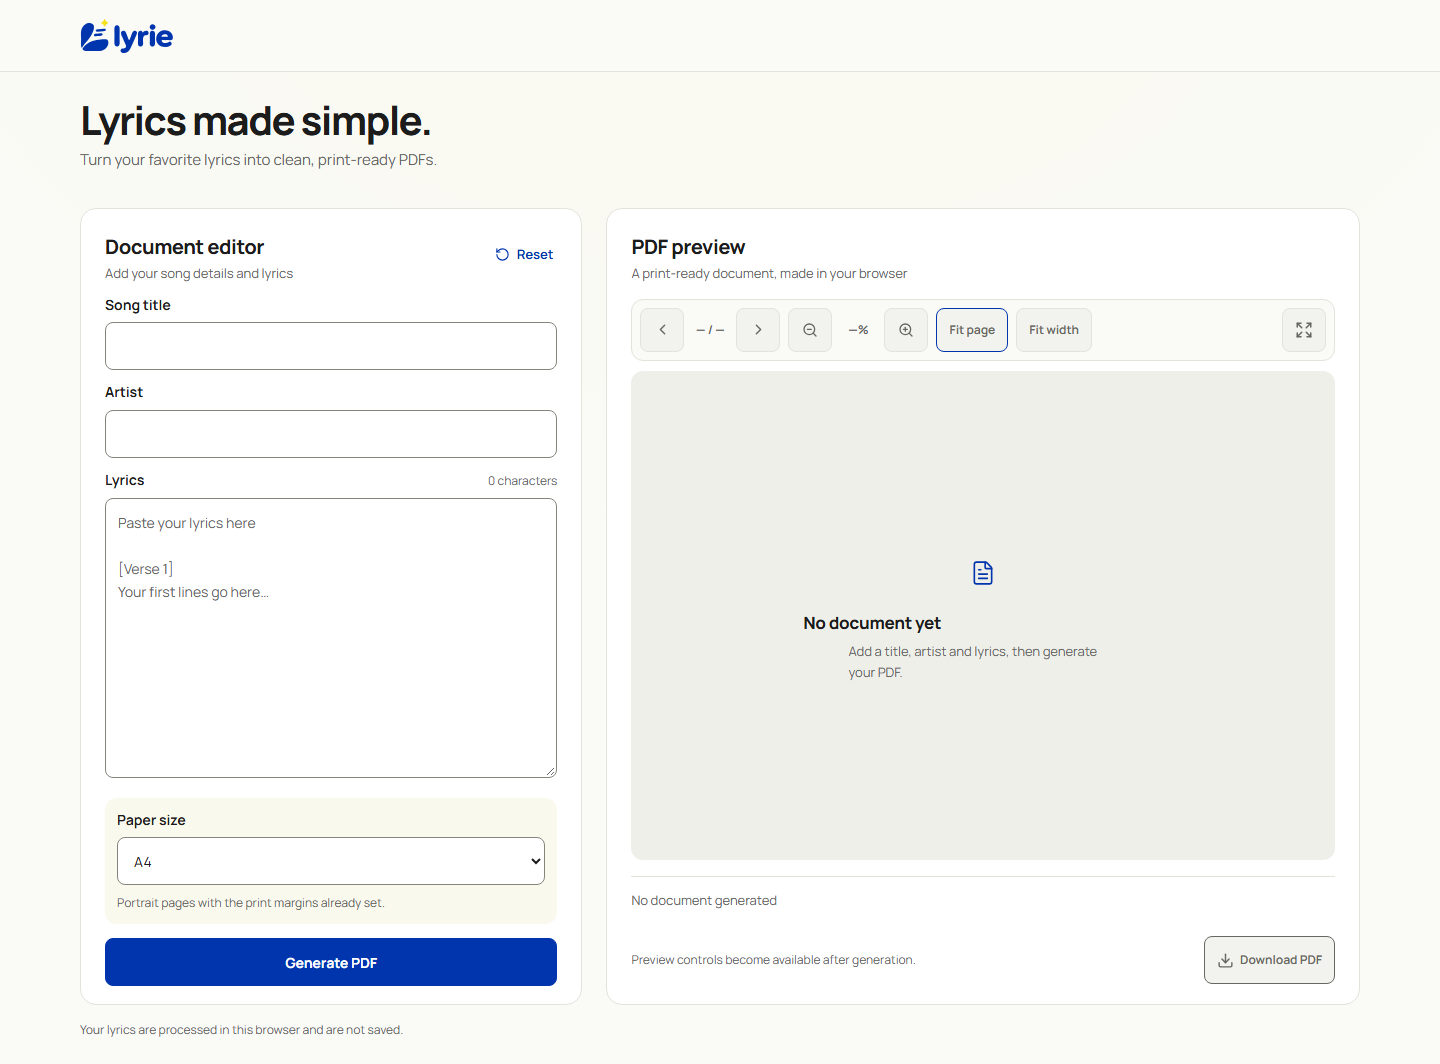 lyrie
Lyrics made simple.
Turn your favorite lyrics into clean, print-ready PDFs.
Document editor
Add your song details and lyrics
Reset
Song title
Artist
Lyrics
0 characters
Paste your lyrics here
[Verse 1]
Your first lines go here...
Paper size
A4
Portrait pages with the print margins already set.
Generate PDF
PDF preview
A print-ready document, made in your browser
– / –
–%
Fit page
Fit width
No document yet
Add a title, artist and lyrics, then generate
your PDF.
No document generated
Preview controls become available after generation.
Download PDF
Your lyrics are processed in this browser and are not saved.